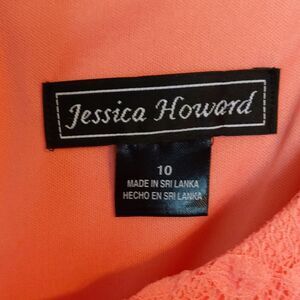 Jessica Howard
10
MADE IN SRI LANKA
HECHO EN SRI LANKA